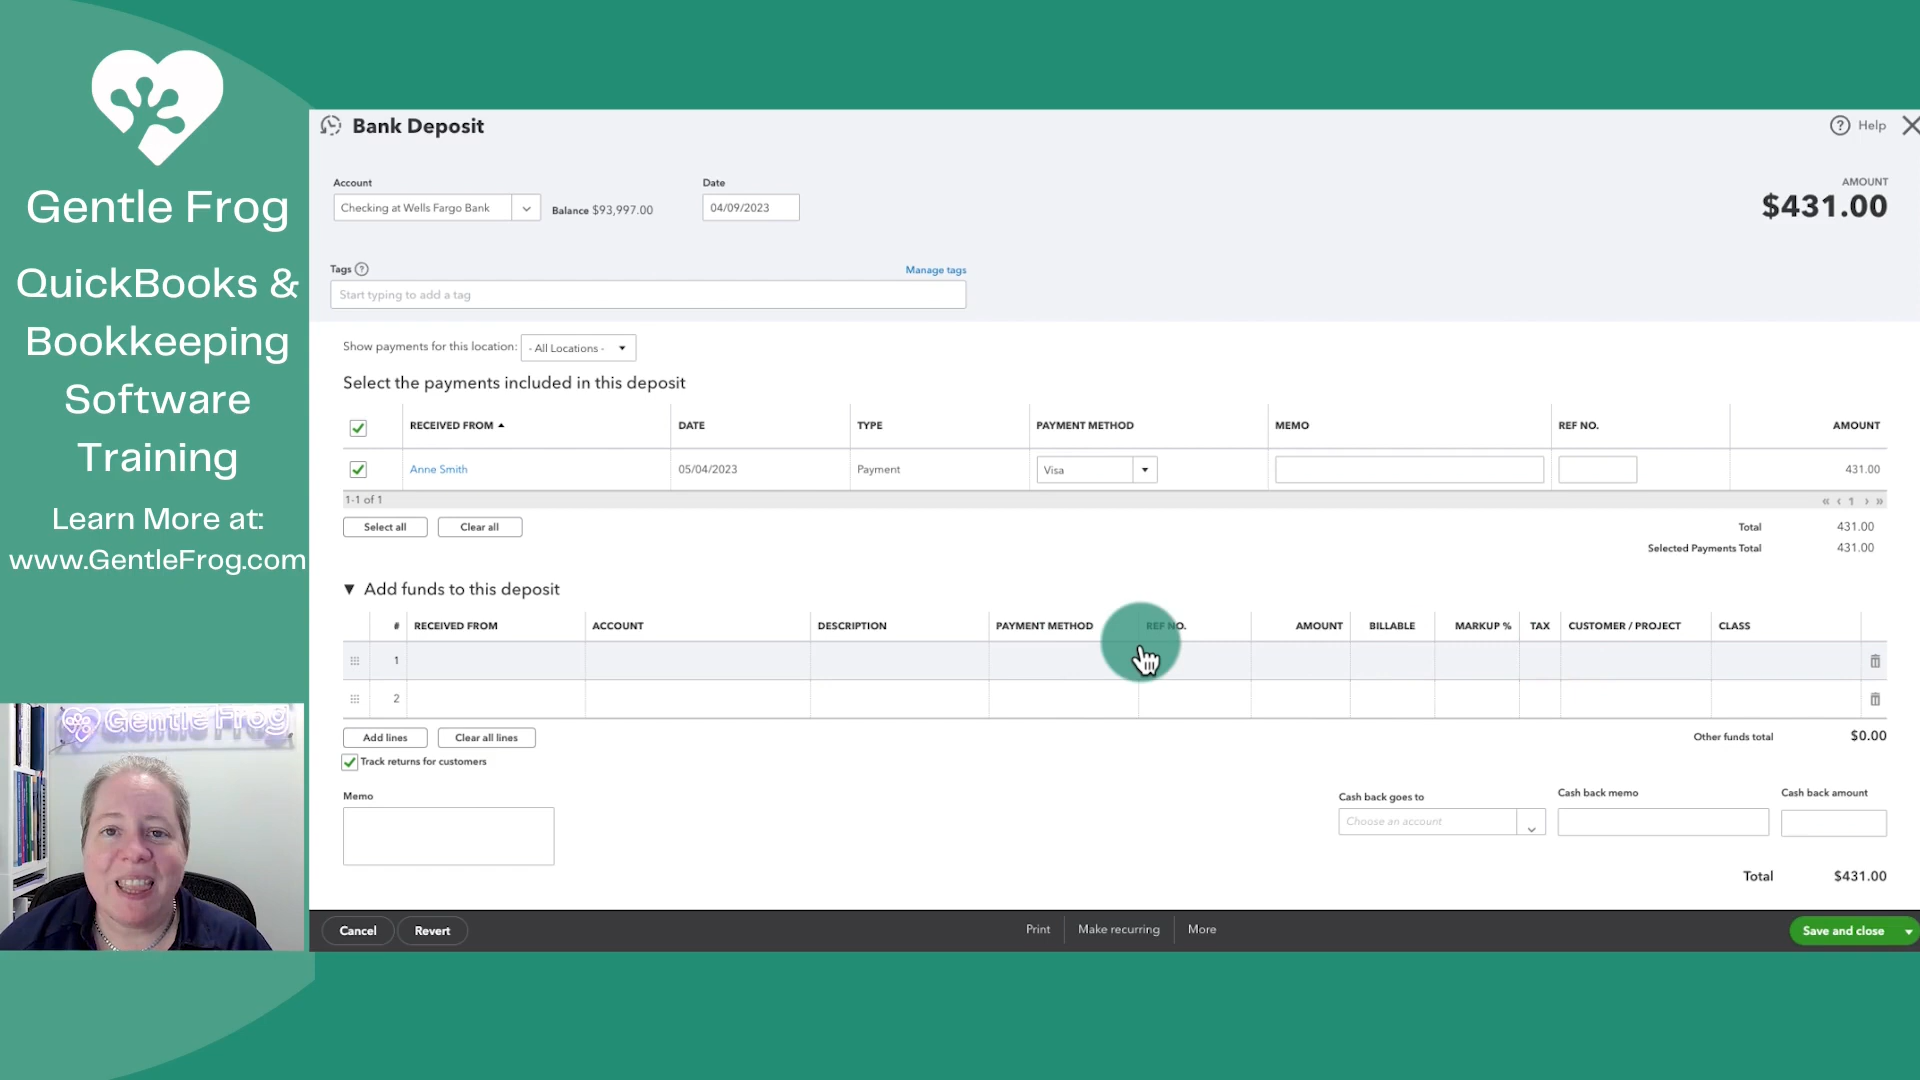 Gentle Frog
QuickBooks &
Bookkeeping
Software
Training
Learn More at:
www.GentleFrog.com
Gentle Frog
Bank Deposit
? Help
Account
Checking at Wells Fargo Bank
Balance $93,997.00
Date
04/09/2023
AMOUNT
$431.00
Tags ?
Manage tags
Start typing to add a tag
Show payments for this location: - All Locations -
Select the payments included in this deposit
RECEIVED FROM DATE TYPE PAYMENT METHOD MEMO REF NO. AMOUNT
Anne Smith 05/04/2023 Payment Visa 431.00
1-1 of 1 « ‹ 1 › »
Select all Clear all
Total 431.00
Selected Payments Total 431.00
Add funds to this deposit
# RECEIVED FROM ACCOUNT DESCRIPTION PAYMENT METHOD REF NO. AMOUNT BILLABLE MARKUP % TAX CUSTOMER / PROJECT CLASS
1
2
Add lines Clear all lines
Other funds total $0.00
Track returns for customers
Memo
Cash back goes to
Choose an account
Cash back memo
Cash back amount
Total $431.00
Cancel Revert
Print Make recurring More
Save and close